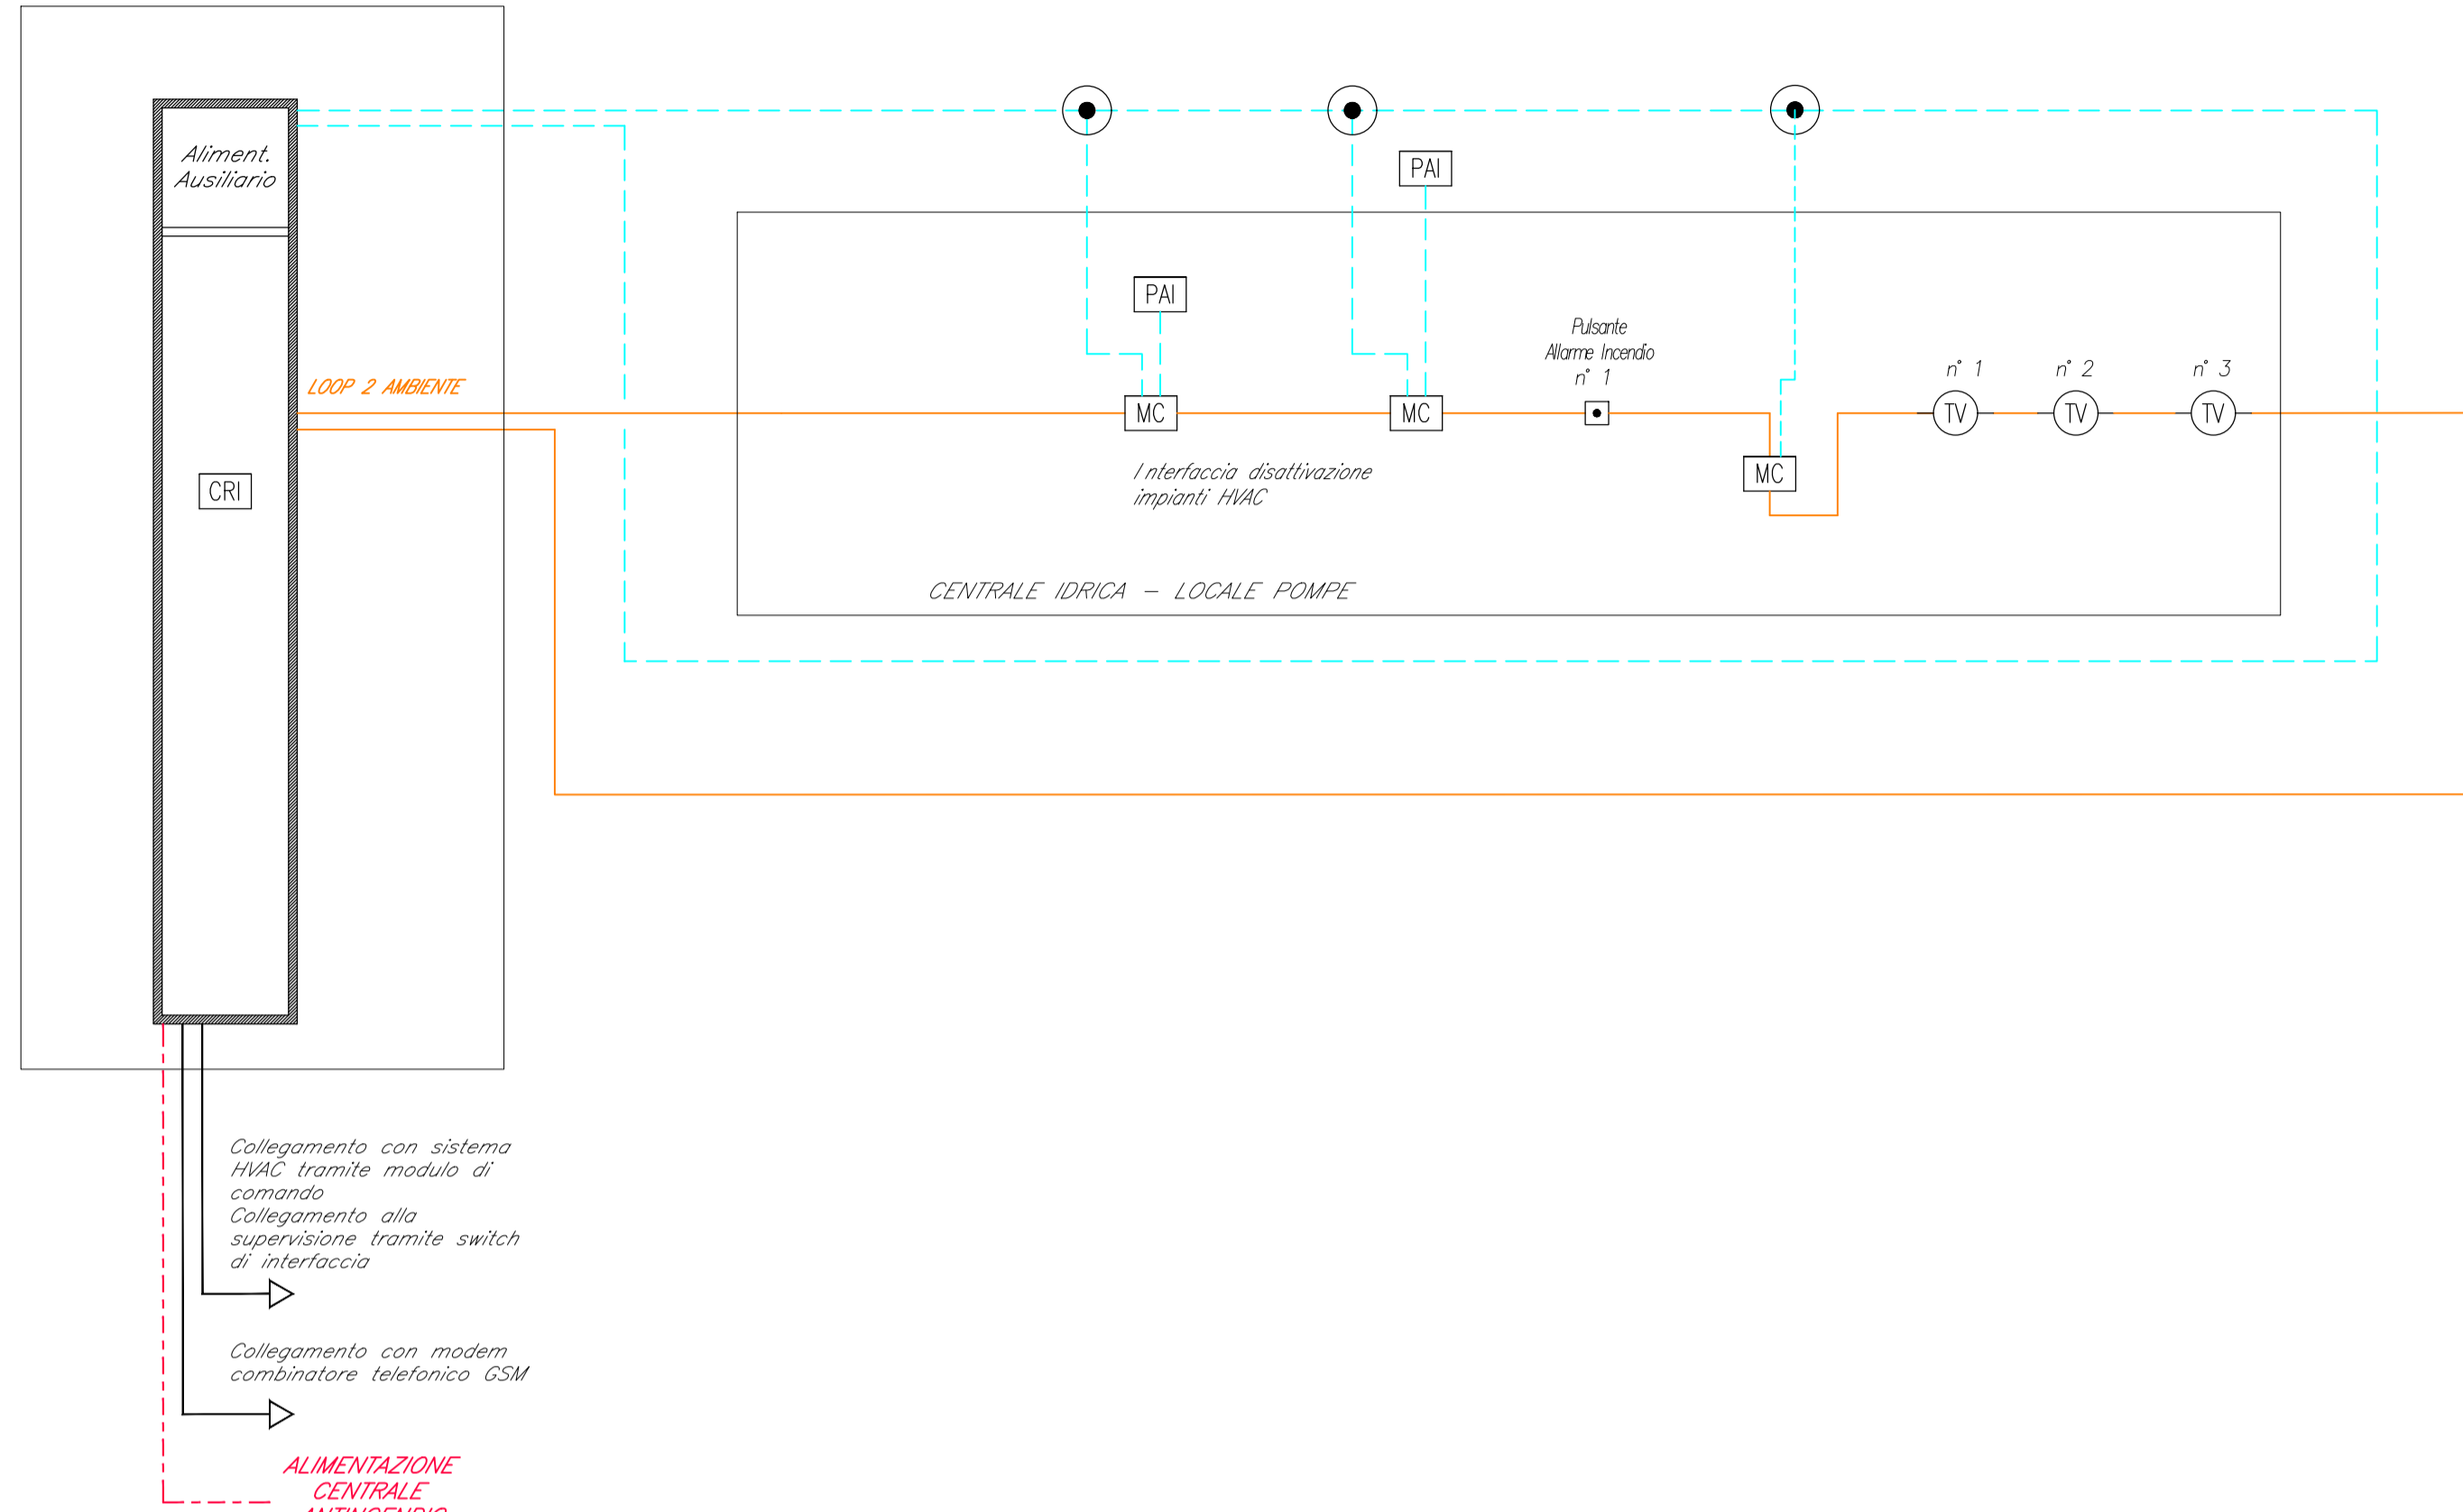 Aliment.
Ausiliario
PAI
PAI
Pulsante
Allarme Incendio
n° 1
n° 1
n° 2
n° 3
LOOP 2 AMBIENTE
MC
MC
TV
TV
TV
MC
Interfaccia disattivazione
impianti HVAC
CRI
CENTRALE IDRICA - LOCALE POMPE
Collegamento con sistema
HVAC tramite modulo di
comando
Collegamento alla
supervisione tramite switch
di interfaccia
Collegamento con modem
combinatore telefonico GSM
ALIMENTAZIONE
CENTRALE